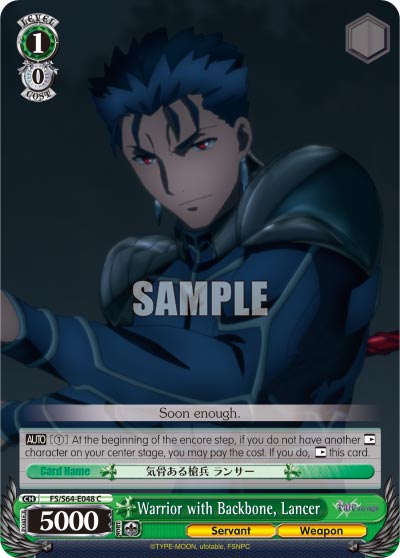 LEVEL
1
0
COST
SAMPLE
Soon enough.
AUTO [①] At the beginning of the encore step, if you do not have another
character on your center stage, you may pay the cost. If you do, this card.
Card Name 気骨ある槍兵 ランサー
CH FS/S64-E048 C
POWER 5000 Warrior with Backbone, Lancer
Servant Weapon
©TYPE-MOON, ufotable, FSNPC